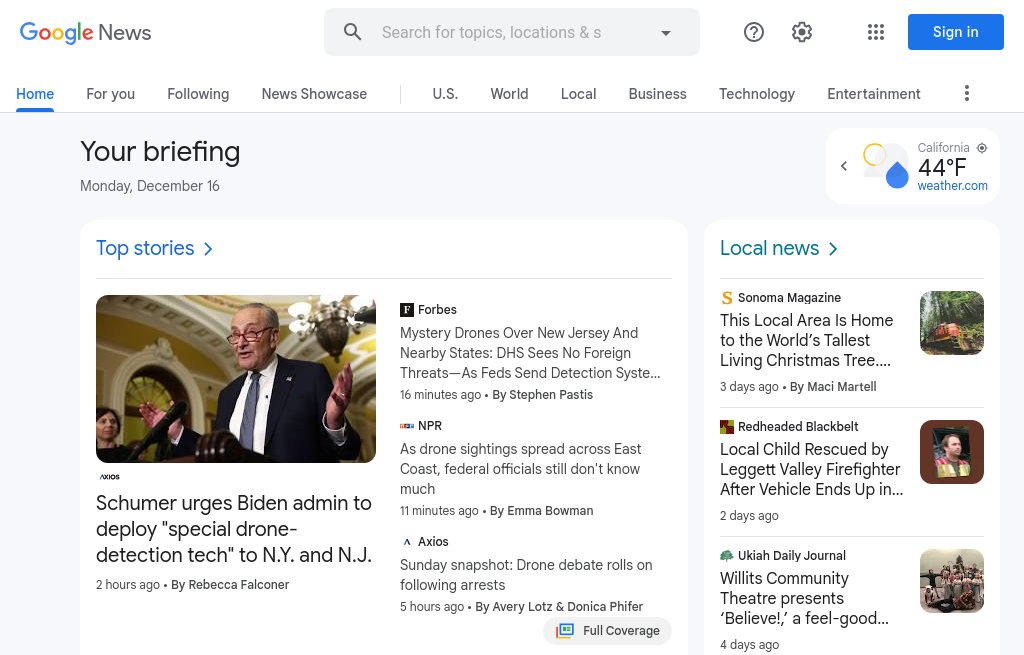 Google News
Search for topics, locations & s
Sign in
Home
For you
Following
News Showcase
U.S.
World
Local
Business
Technology
Entertainment
Your briefing
Monday, December 16
California
44°F
weather.com
Top stories
AXIOS
Schumer urges Biden admin to
deploy "special drone-
detection tech" to N.Y. and N.J.
2 hours ago • By Rebecca Falconer
F Forbes
Mystery Drones Over New Jersey And
Nearby States: DHS Sees No Foreign
Threats—As Feds Send Detection Syste...
16 minutes ago • By Stephen Pastis
NPR
As drone sightings spread across East
Coast, federal officials still don't know
much
11 minutes ago • By Emma Bowman
Axios
Sunday snapshot: Drone debate rolls on
following arrests
5 hours ago • By Avery Lotz & Donica Phifer
Full Coverage
Local news
S Sonoma Magazine
This Local Area Is Home
to the World's Tallest
Living Christmas Tree....
3 days ago • By Maci Martell
Redheaded Blackbelt
Local Child Rescued by
Leggett Valley Firefighter
After Vehicle Ends Up in...
2 days ago
Ukiah Daily Journal
Willits Community
Theatre presents
‘Believe!,’ a feel-good...
4 days ago